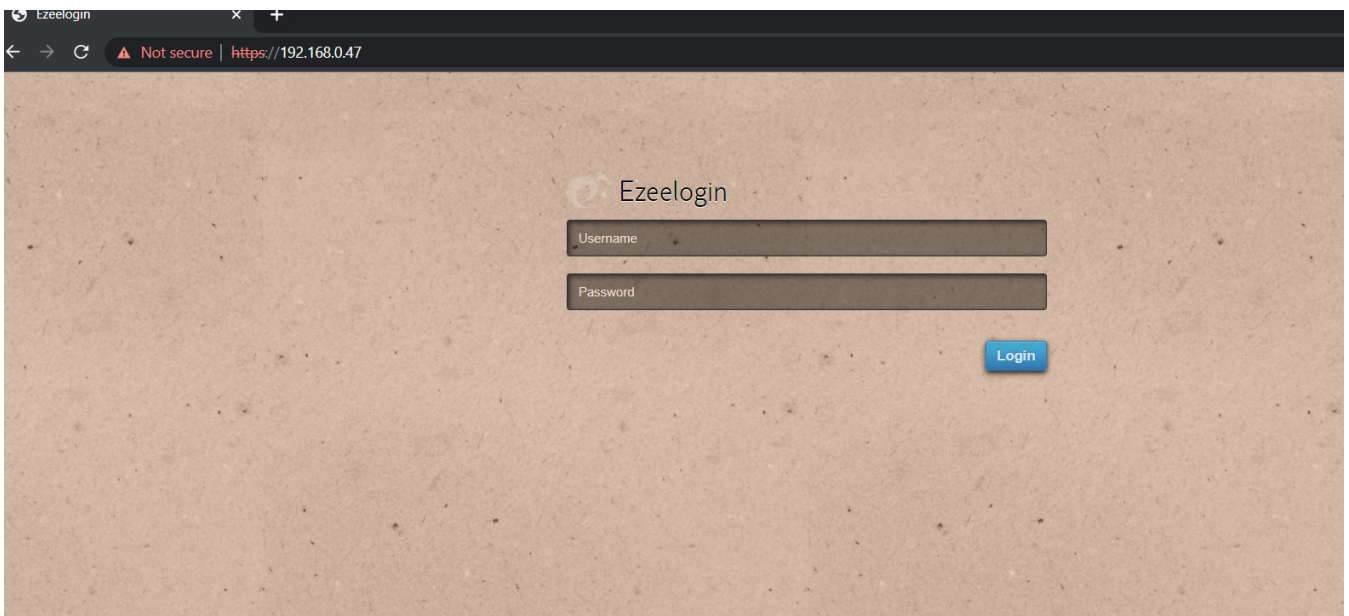 Ezeelogin
Not secure | https://192.168.0.47
Ezeelogin
Username
Password
Login